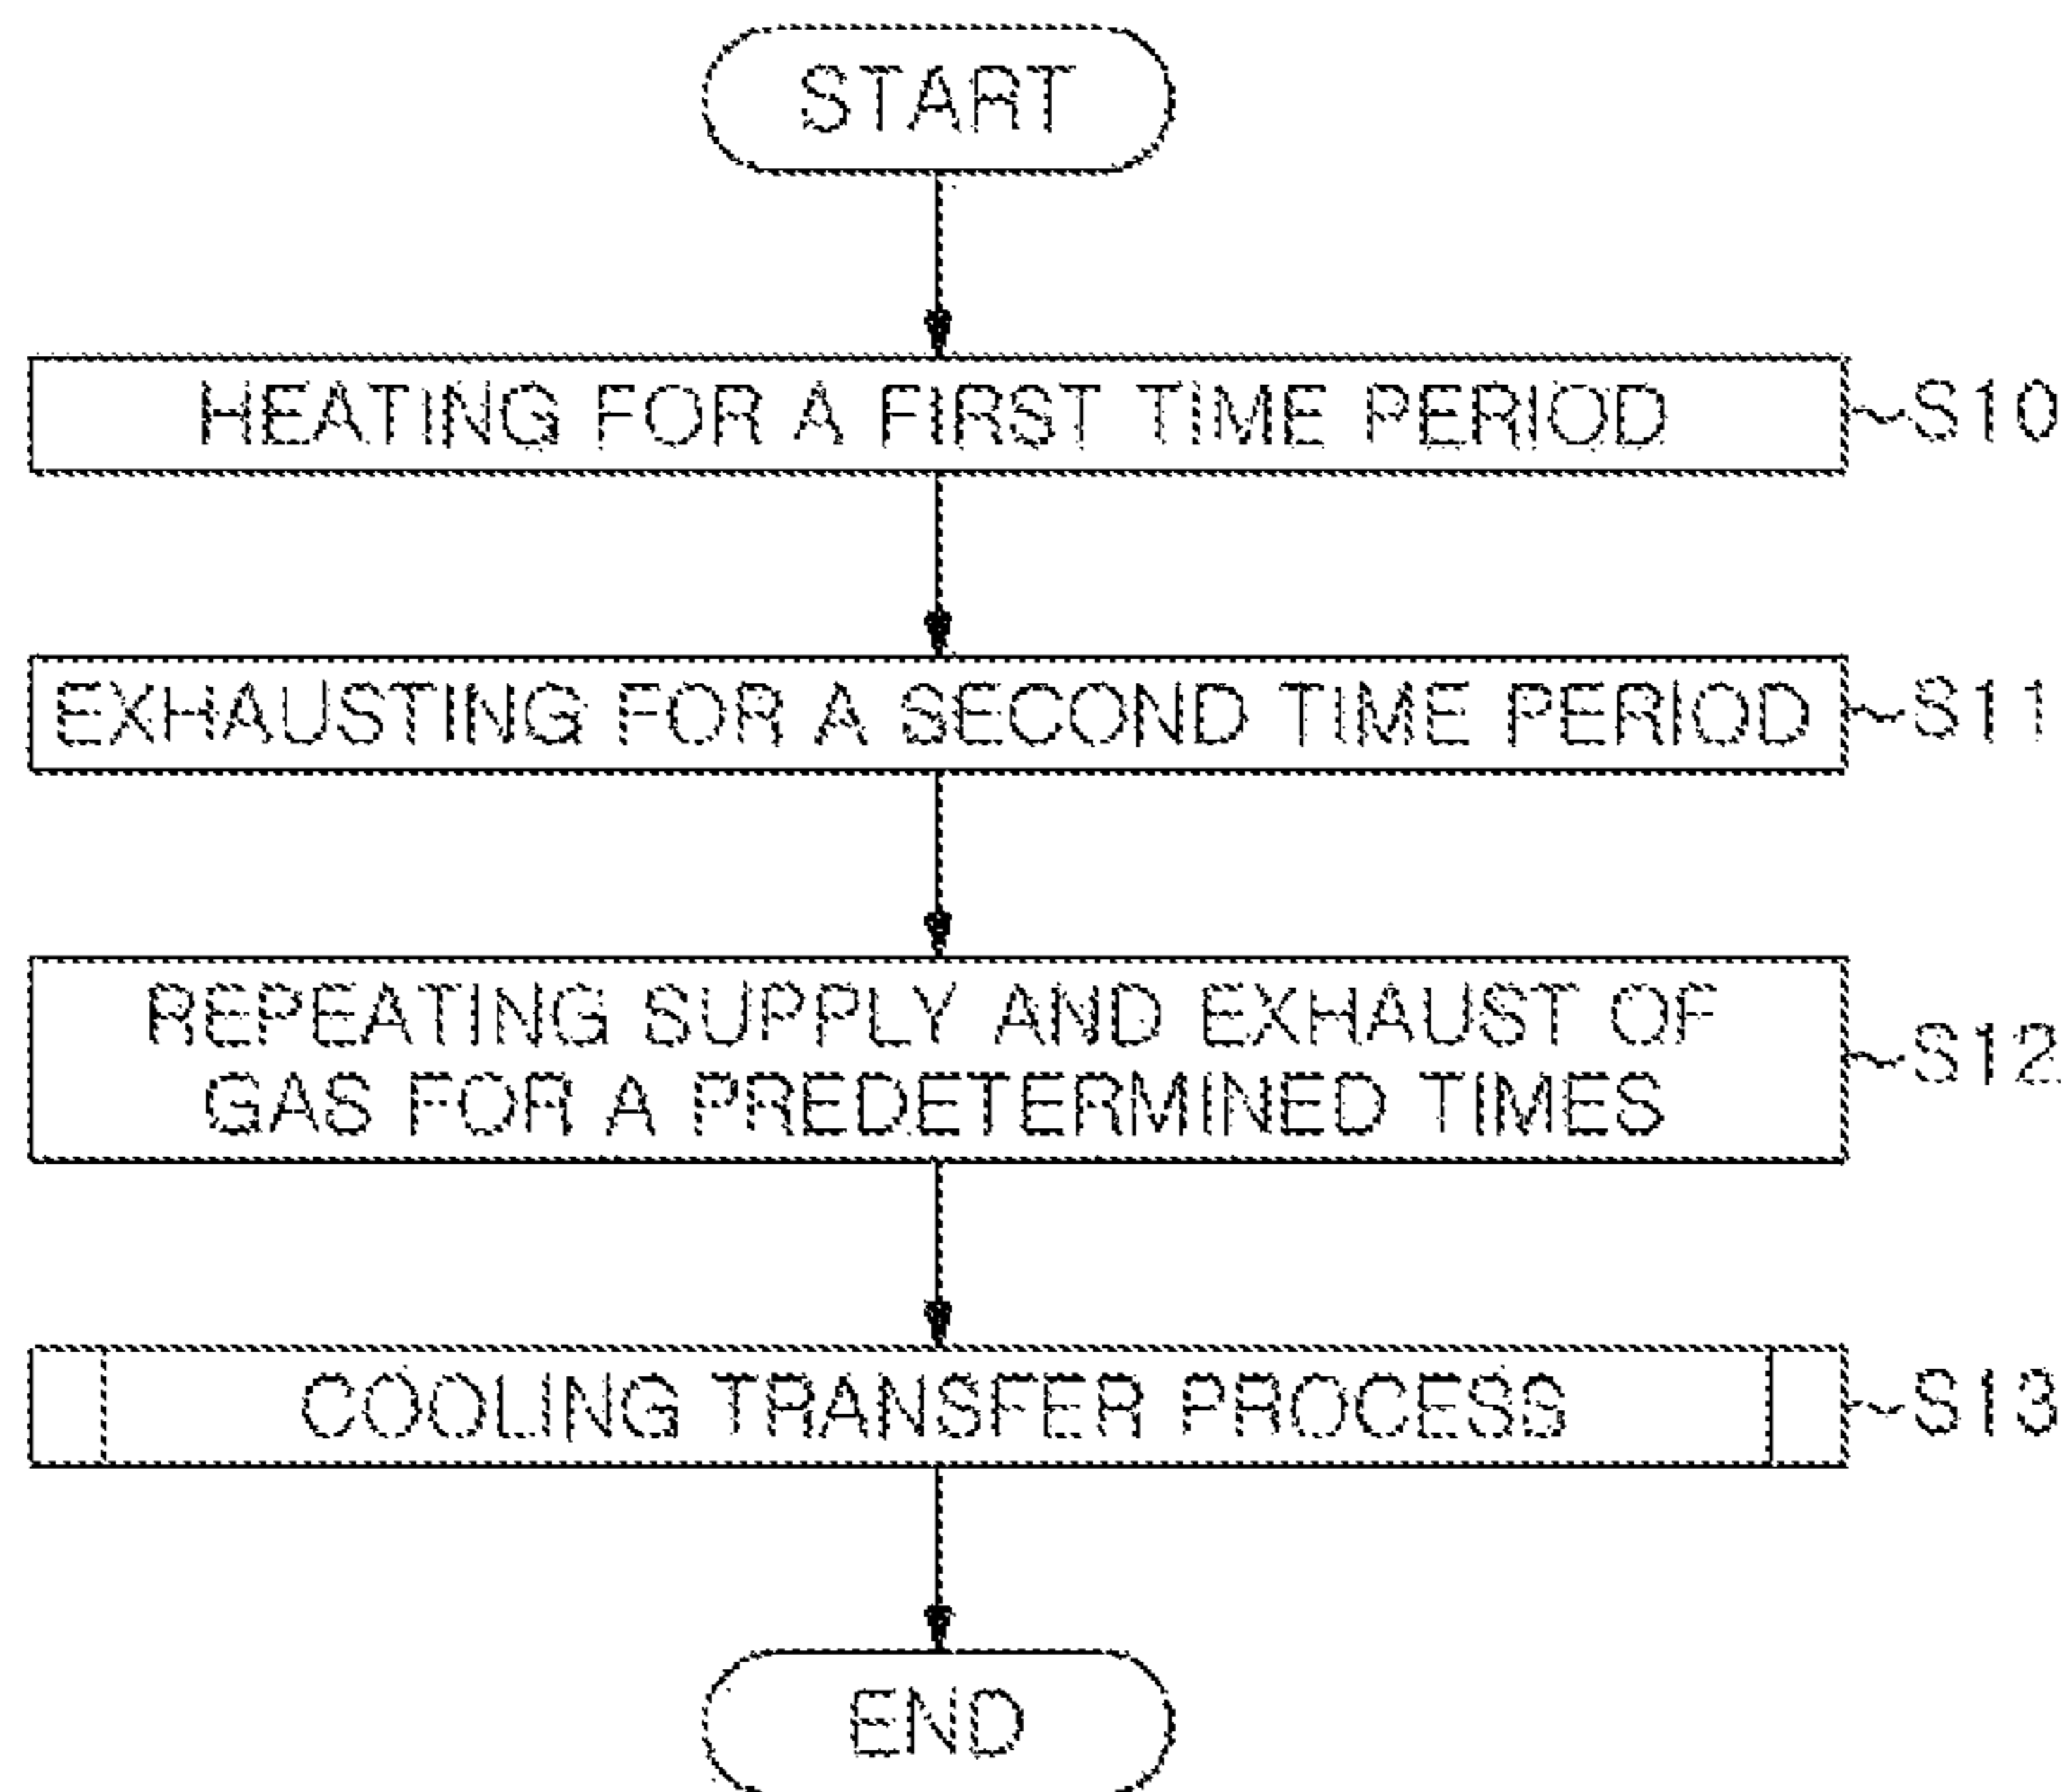 START
HEATING FOR A FIRST TIME PERIOD
S10
EXHAUSTING FOR A SECOND TIME PERIOD
S11
REPEATING SUPPLY AND EXHAUST OF
GAS FOR A PREDETERMINED TIMES
S12
COOLING TRANSFER PROCESS
S13
END